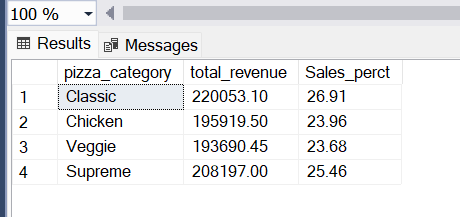 100 %
Results Messages
pizza_category total_revenue Sales_perct
1 Classic 220053.10 26.91
2 Chicken 195919.50 23.96
3 Veggie 193690.45 23.68
4 Supreme 208197.00 25.46